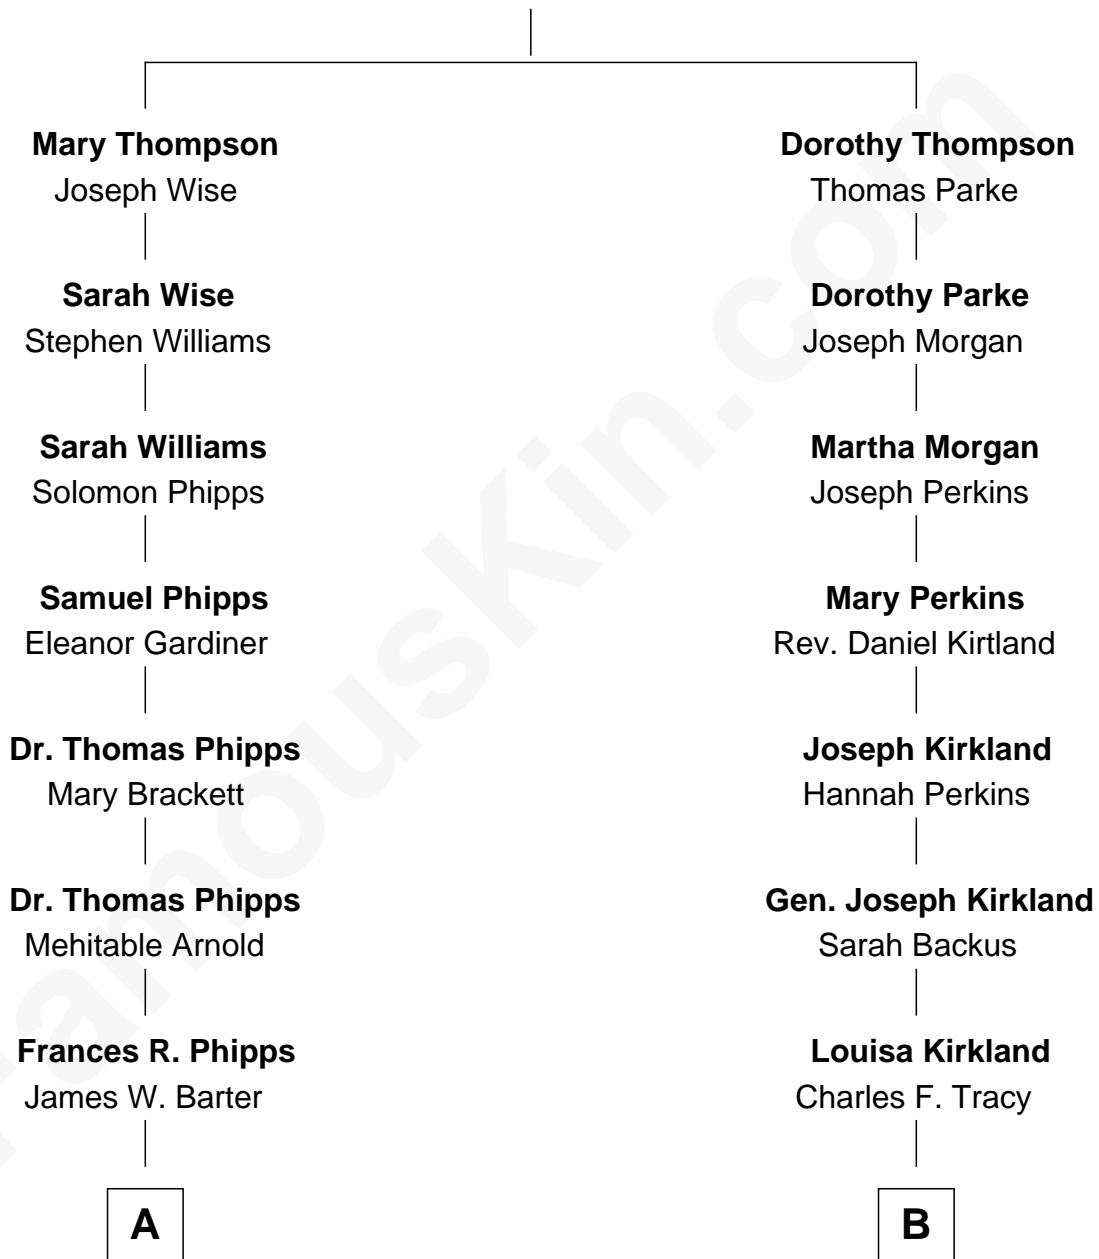 Mary Thompson
Joseph Wise
Sarah Wise
Stephen Williams
Sarah Williams
Solomon Phipps
Samuel Phipps
Eleanor Gardiner
Dr. Thomas Phipps
Mary Brackett
Dr. Thomas Phipps
Mehitable Arnold
Frances R. Phipps
James W. Barter
A
Dorothy Thompson
Thomas Parke
Dorothy Parke
Joseph Morgan
Martha Morgan
Joseph Perkins
Mary Perkins
Rev. Daniel Kirtland
Joseph Kirkland
Hannah Perkins
Gen. Joseph Kirkland
Sarah Backus
Louisa Kirkland
Charles F. Tracy
B
FamousKin.com